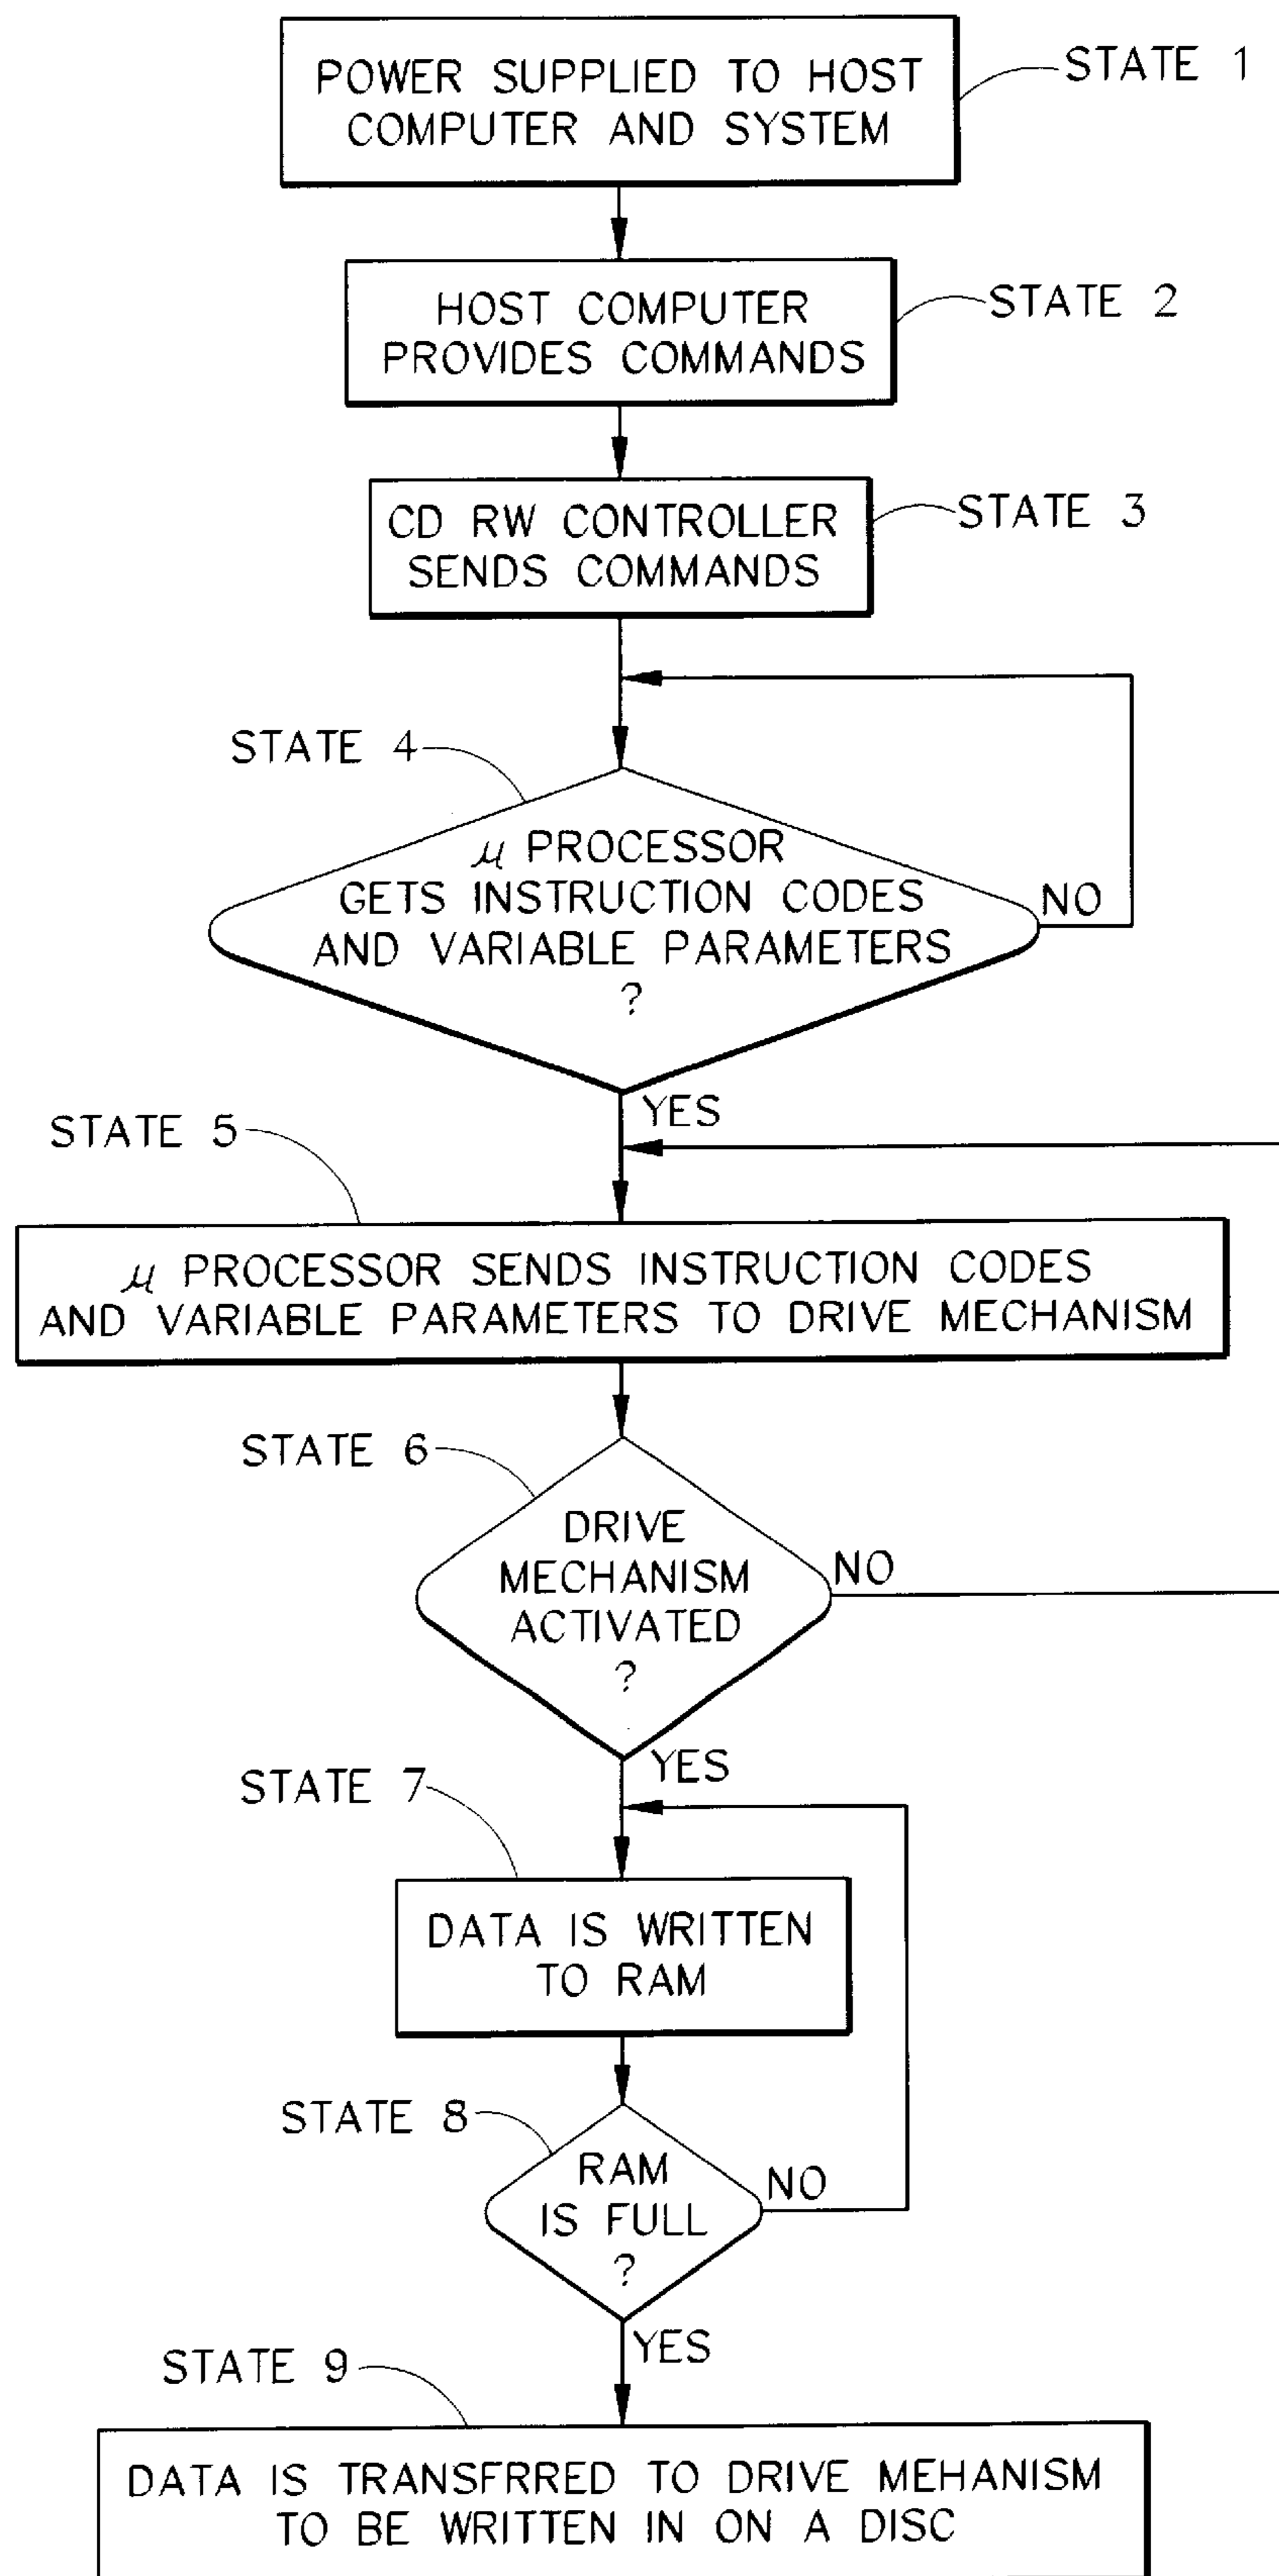 POWER SUPPLIED TO HOST
COMPUTER AND SYSTEM
STATE 1
HOST COMPUTER
PROVIDES COMMANDS
STATE 2
CD RW CONTROLLER
SENDS COMMANDS
STATE 3
STATE 4
μ PROCESSOR
GETS INSTRUCTION CODES
AND VARIABLE PARAMETERS
?
NO
YES
STATE 5
μ PROCESSOR SENDS INSTRUCTION CODES
AND VARIABLE PARAMETERS TO DRIVE MECHANISM
STATE 6
DRIVE
MECHANISM
ACTIVATED
?
NO
YES
STATE 7
DATA IS WRITTEN
TO RAM
STATE 8
RAM
IS FULL
?
NO
YES
STATE 9
DATA IS TRANSFRRED TO DRIVE MEHANISM
TO BE WRITTEN IN ON A DISC